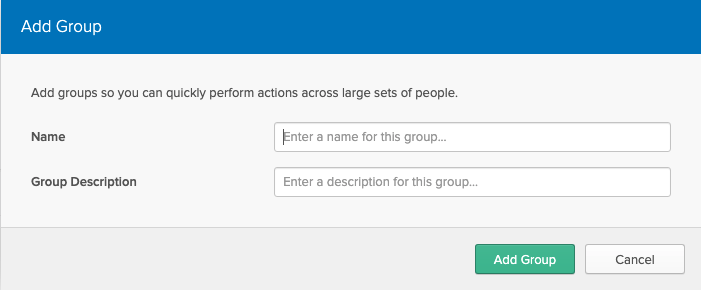 Add Group
Add groups so you can quickly perform actions across large sets of people.
Name
Enter a name for this group...
Group Description
Enter a description for this group...
Add Group
Cancel